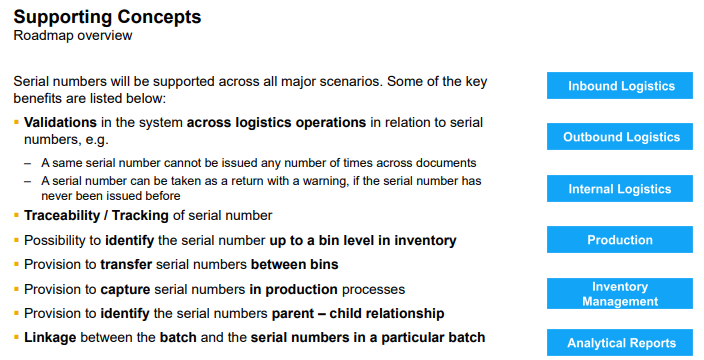 Supporting Concepts
Roadmap overview
Serial numbers will be supported across all major scenarios. Some of the key
benefits are listed below:
▪ Validations in the system across logistics operations in relation to serial
numbers, e.g.
– A same serial number cannot be issued any number of times across documents
– A serial number can be taken as a return with a warning, if the serial number has
never been issued before
▪ Traceability / Tracking of serial number
▪ Possibility to identify the serial number up to a bin level in inventory
▪ Provision to transfer serial numbers between bins
▪ Provision to capture serial numbers in production processes
▪ Provision to identify the serial numbers parent – child relationship
▪ Linkage between the batch and the serial numbers in a particular batch
Inbound Logistics
Outbound Logistics
Internal Logistics
Production
Inventory
Management
Analytical Reports